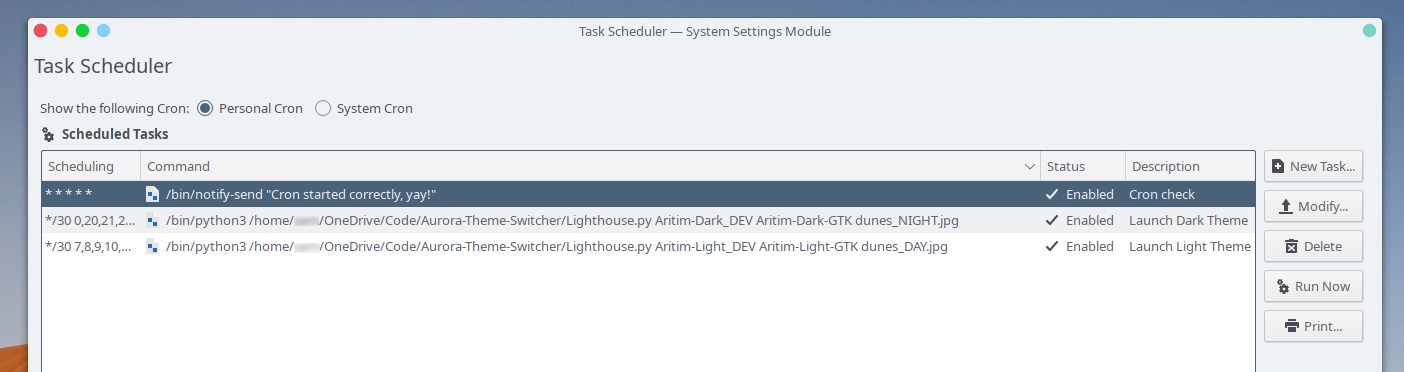 Task Scheduler — System Settings Module
Task Scheduler
Show the following Cron: Personal Cron System Cron
Scheduled Tasks
Scheduling Command Status Description
* * * * * /bin/notify-send "Cron started correctly, yay!" Enabled Cron check
*/30 0,20,21,2... /bin/python3 /home/ /OneDrive/Code/Aurora-Theme-Switcher/Lighthouse.py Aritim-Dark_DEV Aritim-Dark-GTK dunes_NIGHT.jpg Enabled Launch Dark Theme
*/30 7,8,9,10,... /bin/python3 /home/ /OneDrive/Code/Aurora-Theme-Switcher/Lighthouse.py Aritim-Light_DEV Aritim-Light-GTK dunes_DAY.jpg Enabled Launch Light Theme
New Task...
Modify...
Delete
Run Now
Print...